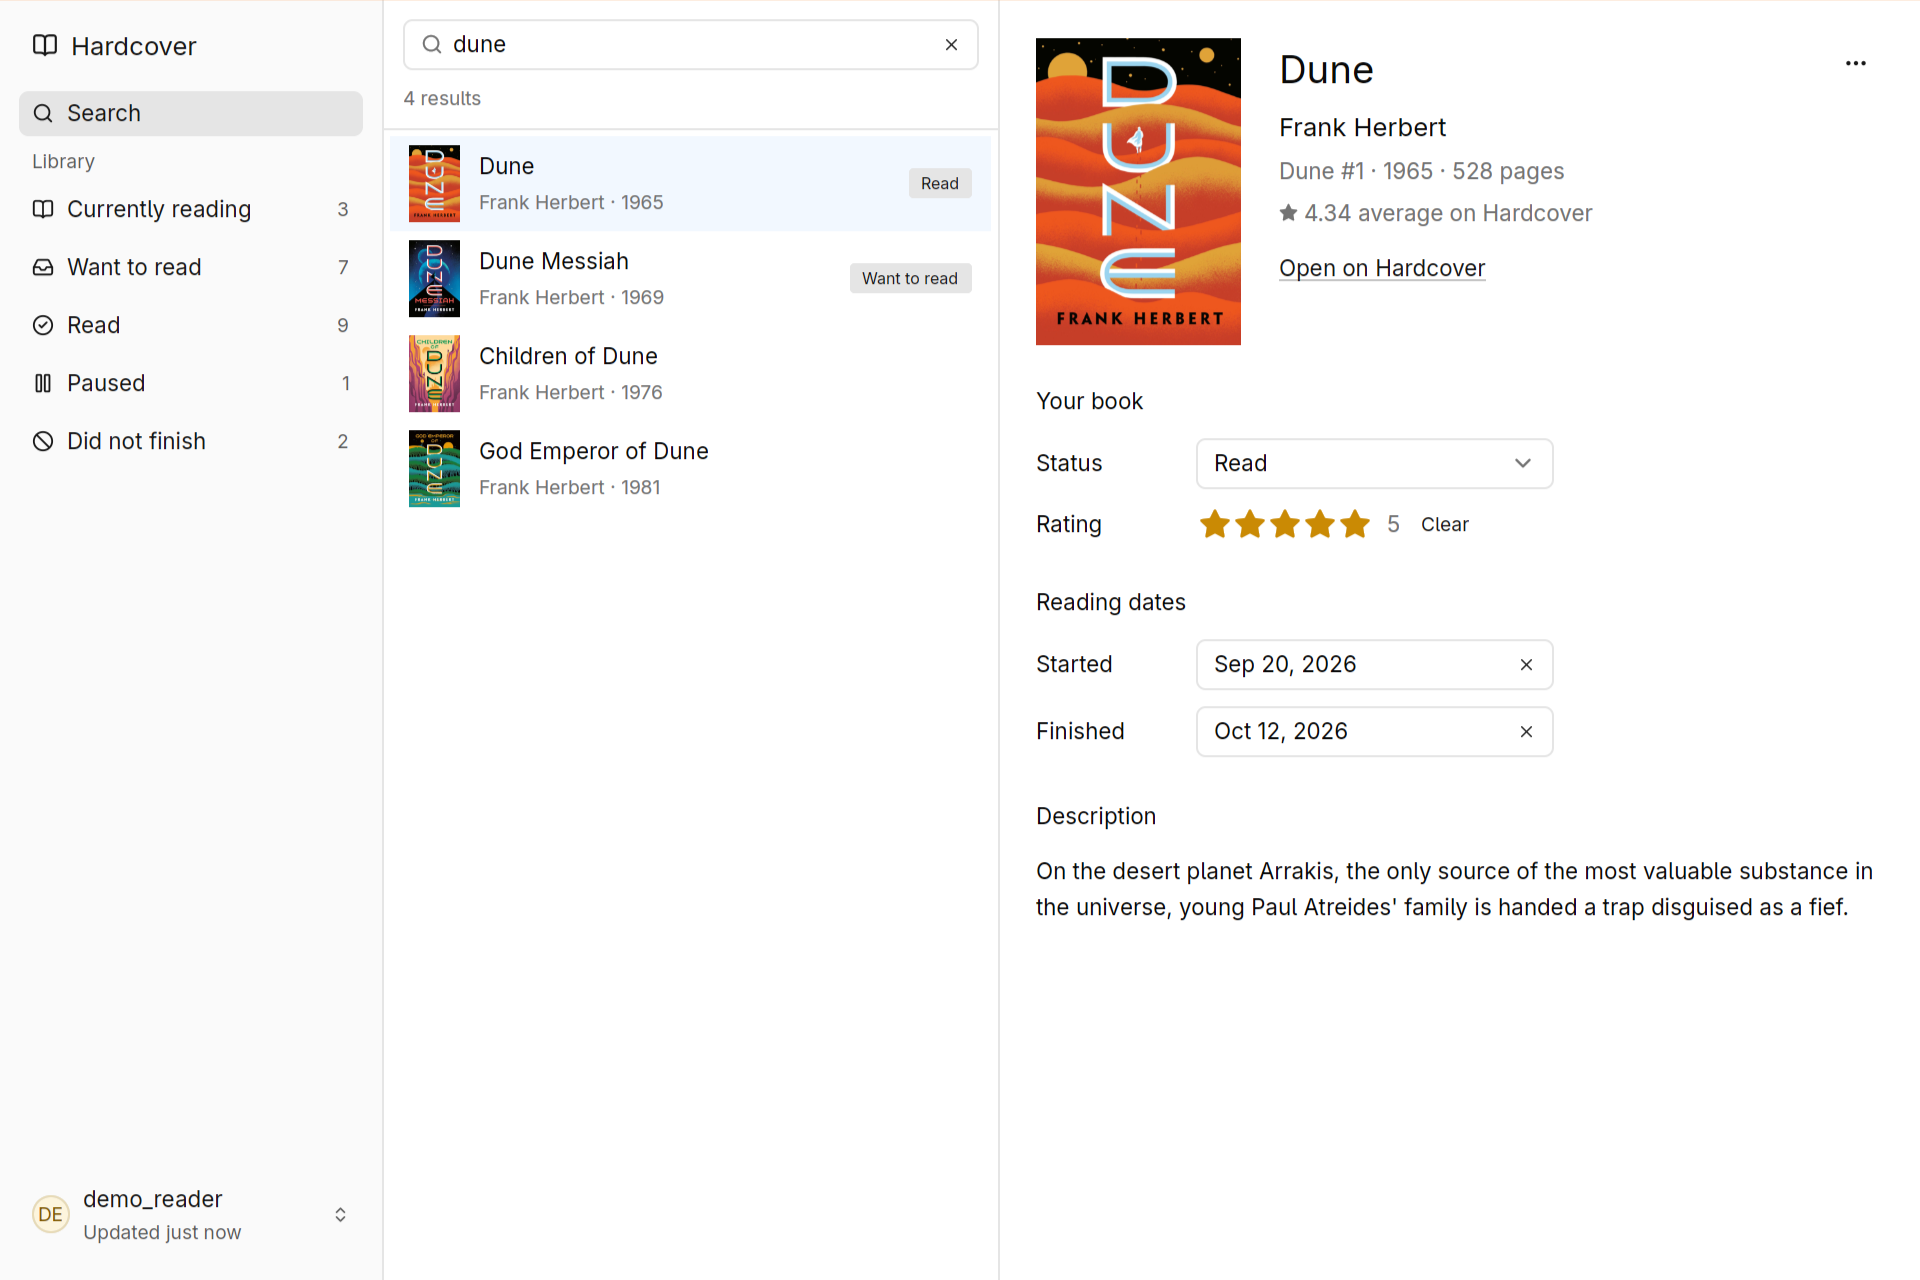 Hardcover
Search
Library
Currently reading 3
Want to read 7
Read 9
Paused 1
Did not finish 2
demo_reader
Updated just now
DE
dune
4 results
Dune
Frank Herbert · 1965
Read
Dune Messiah
Frank Herbert · 1969
Want to read
Children of Dune
Frank Herbert · 1976
God Emperor of Dune
Frank Herbert · 1981
DUNE
FRANK HERBERT
Dune
Frank Herbert
Dune #1 · 1965 · 528 pages
4.34 average on Hardcover
Open on Hardcover
Your book
Status Read
Rating 5 Clear
Reading dates
Started Sep 20, 2026
Finished Oct 12, 2026
Description
On the desert planet Arrakis, the only source of the most valuable substance in
the universe, young Paul Atreides' family is handed a trap disguised as a fief.